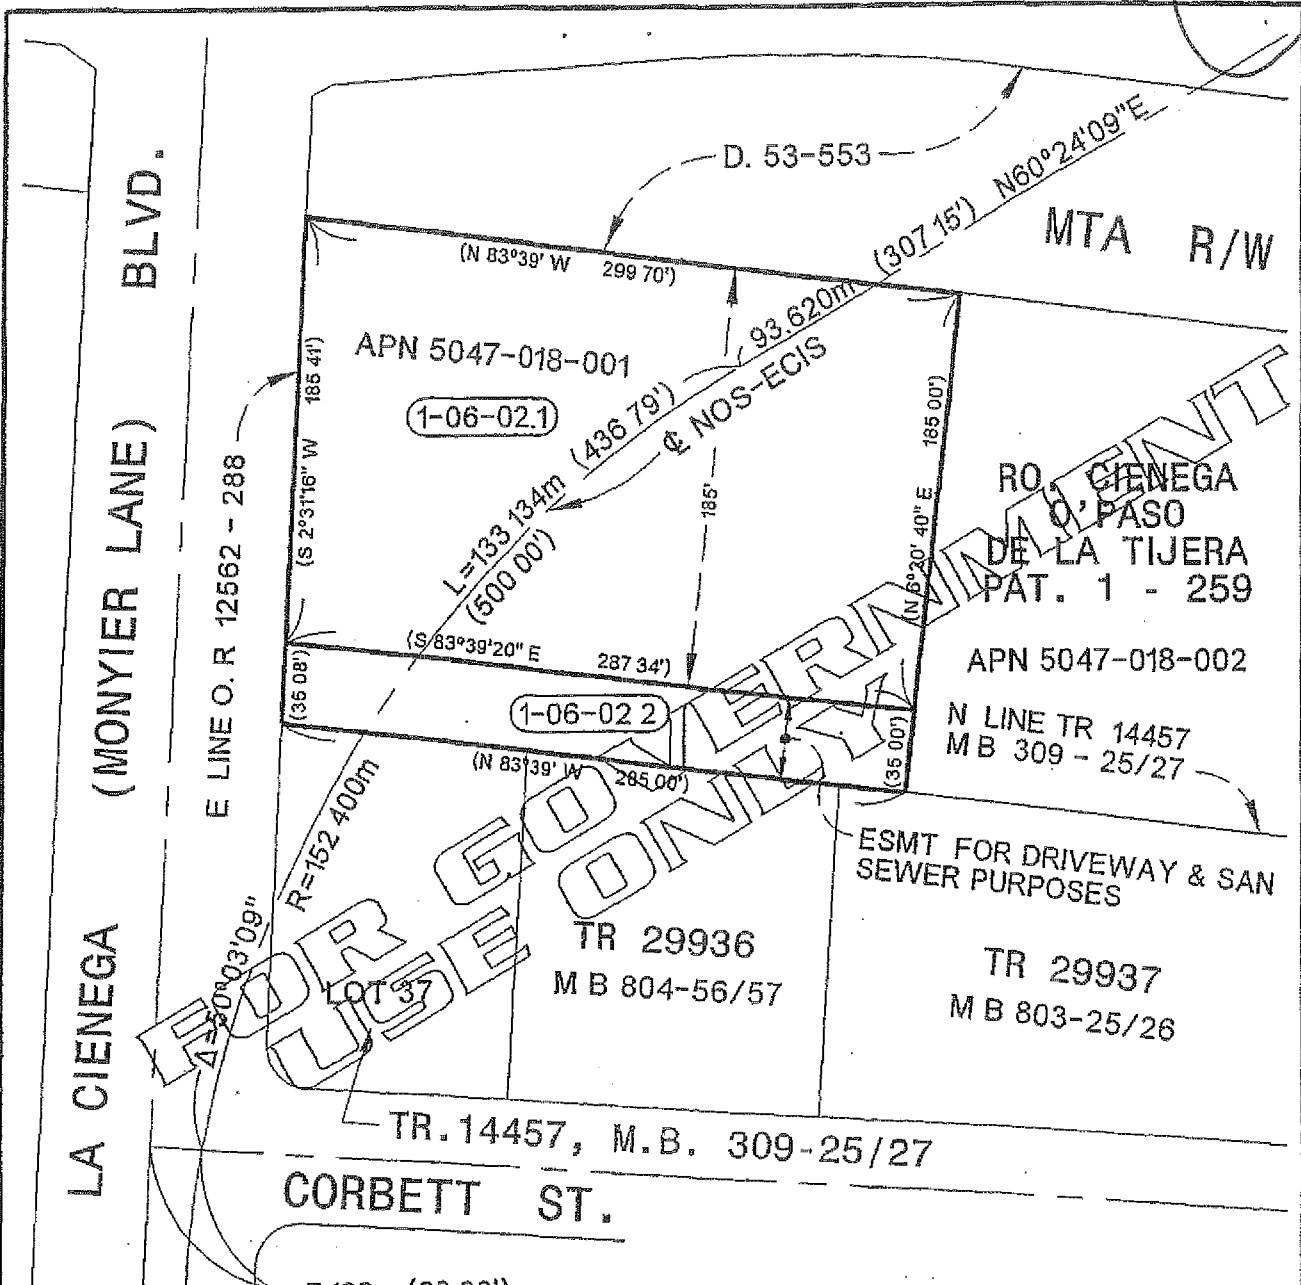 D. 53-553
N60°24'09"E
(307 15')
MTA R/W
(N 83°39' W 299 70')
93.620m
APN 5047-018-001
1-06-02.1
(436 79')
℄ NOS-ECIS
L=133 134m
(500 00')
185'
(S 2°31'16" W 185 41')
(N 6°20' 40" E 185 00')
RO. CIENEGA
O'PASO
DE LA TIJERA
PAT. 1 - 259
APN 5047-018-002
N LINE TR 14457
M B 309 - 25/27
(S 83°39'20" E 287 34')
1-06-02 2
(35 08')
(35 00')
(N 83°39' W 285 00')
ESMT FOR DRIVEWAY & SAN
SEWER PURPOSES
E LINE O. R 12562 - 288
LA CIENEGA (MONYIER LANE) BLVD.
R=152 400m
FOR GOVERNMENT
USE ONLY
LOT 37
TR 29936
M B 804-56/57
TR 29937
M B 803-25/26
TR. 14457, M.B. 309-25/27
CORBETT ST.